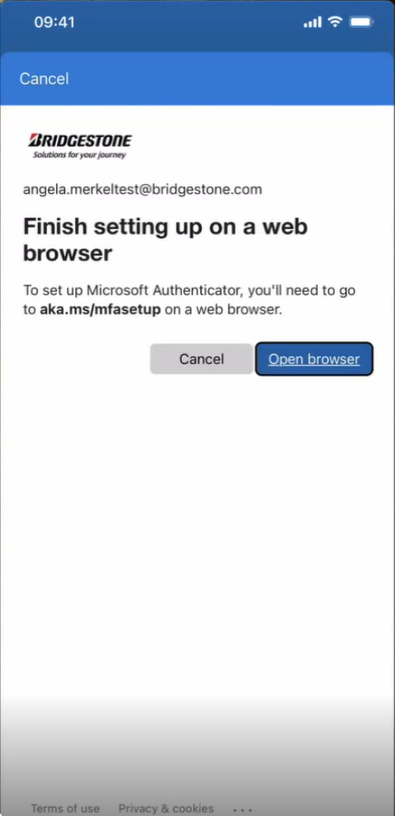 09:41
Cancel
BRIDGESTONE
Solutions for your journey
angela.merkeltest@bridgestone.com
Finish setting up on a web
browser
To set up Microsoft Authenticator, you'll need to go
to aka.ms/mfasetup on a web browser.
Cancel Open browser
Terms of use Privacy & cookies ...